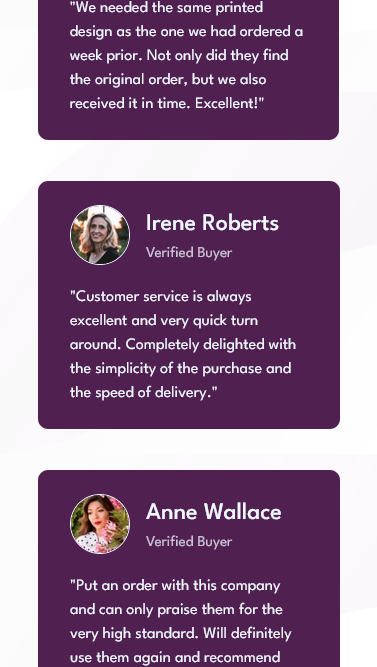 "We needed the same printed
design as the one we had ordered a
week prior. Not only did they find
the original order, but we also
received it in time. Excellent!"
Irene Roberts
Verified Buyer
"Customer service is always
excellent and very quick turn
around. Completely delighted with
the simplicity of the purchase and
the speed of delivery."
Anne Wallace
Verified Buyer
"Put an order with this company
and can only praise them for the
very high standard. Will definitely
use them again and recommend